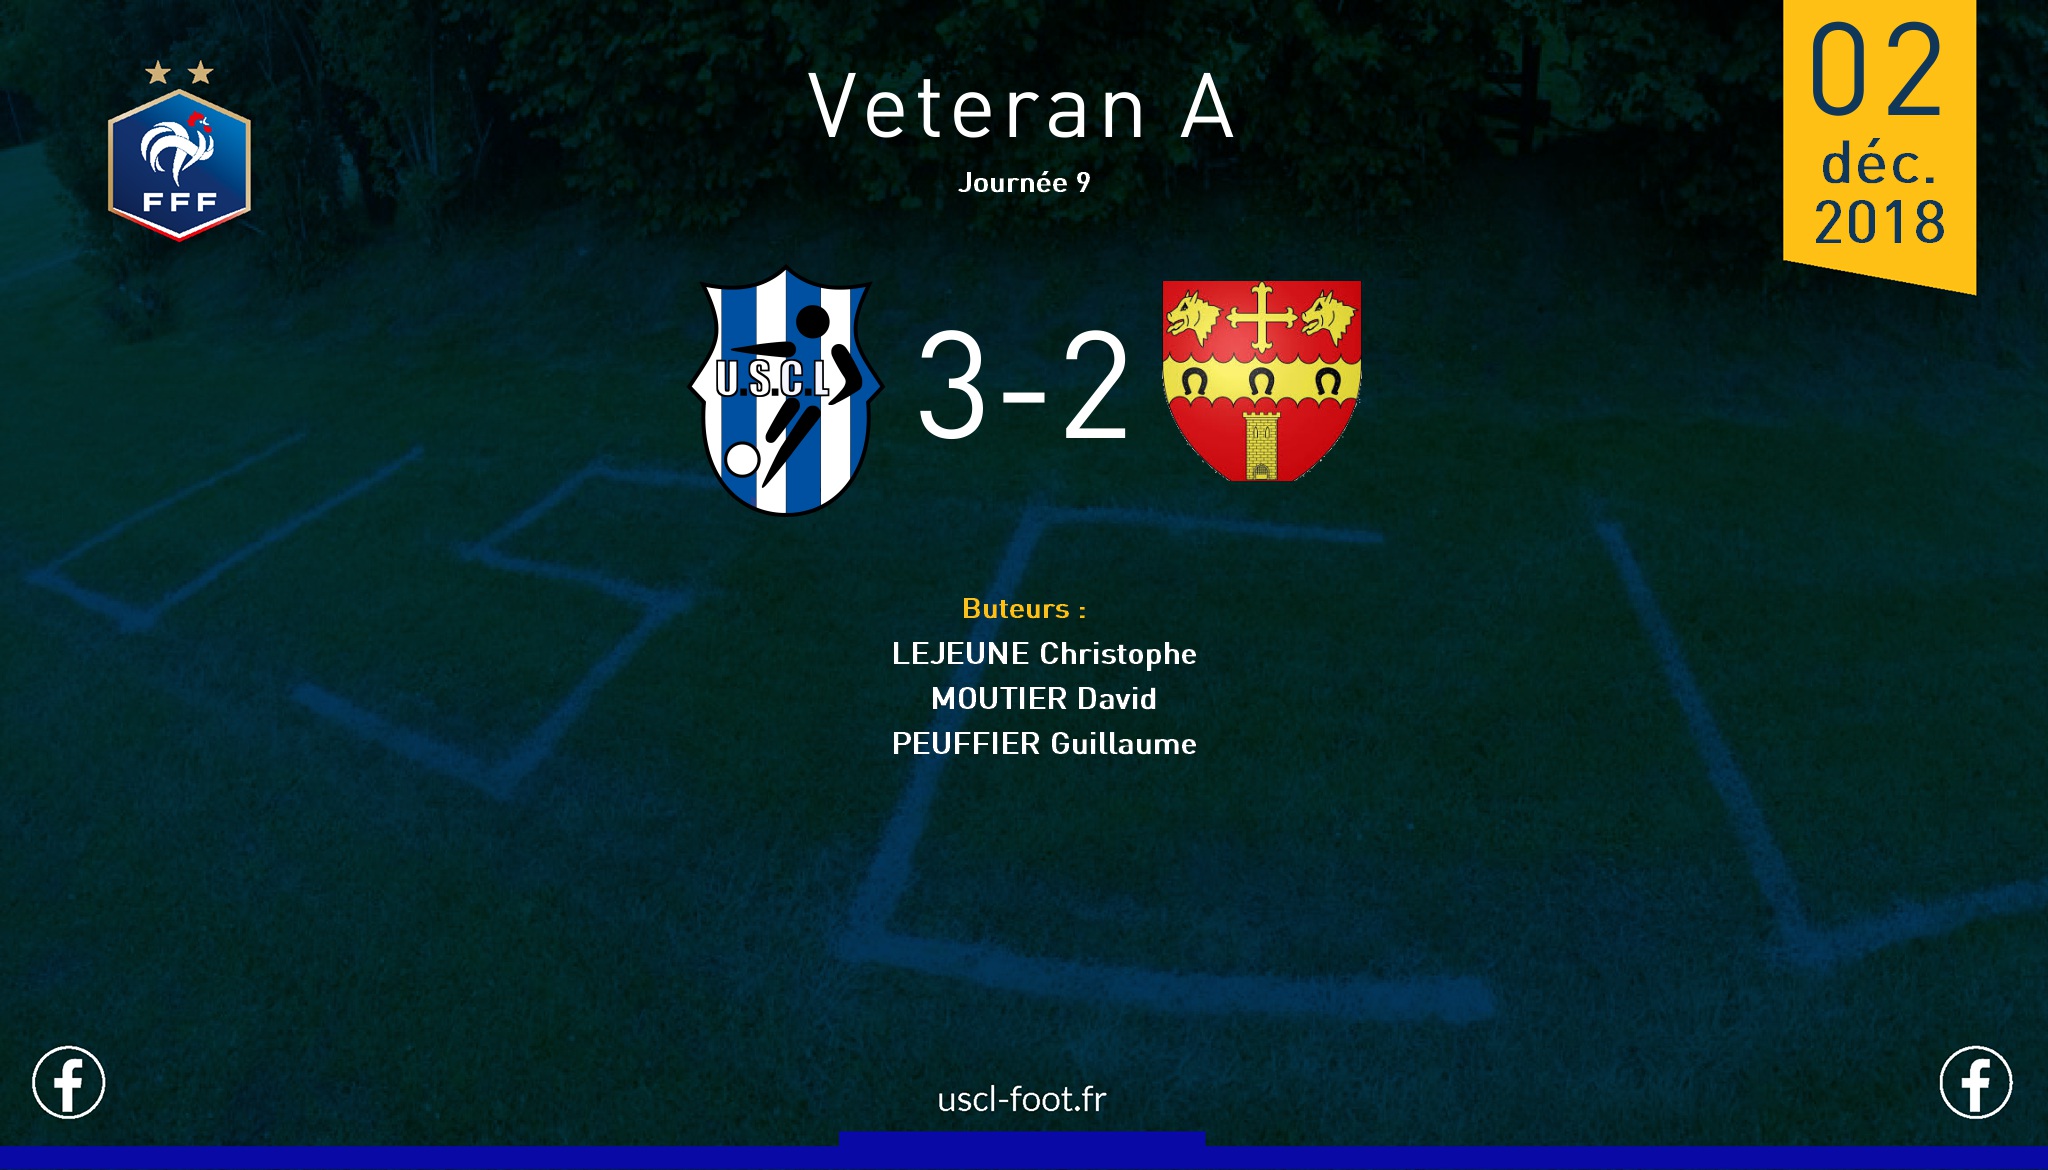 Veteran A
Journée 9
02
déc.
2018
FFF
U.S.C.L
3-2
USCL
Buteurs :
LEJEUNE Christophe
MOUTIER David
PEUFFIER Guillaume
uscl-foot.fr